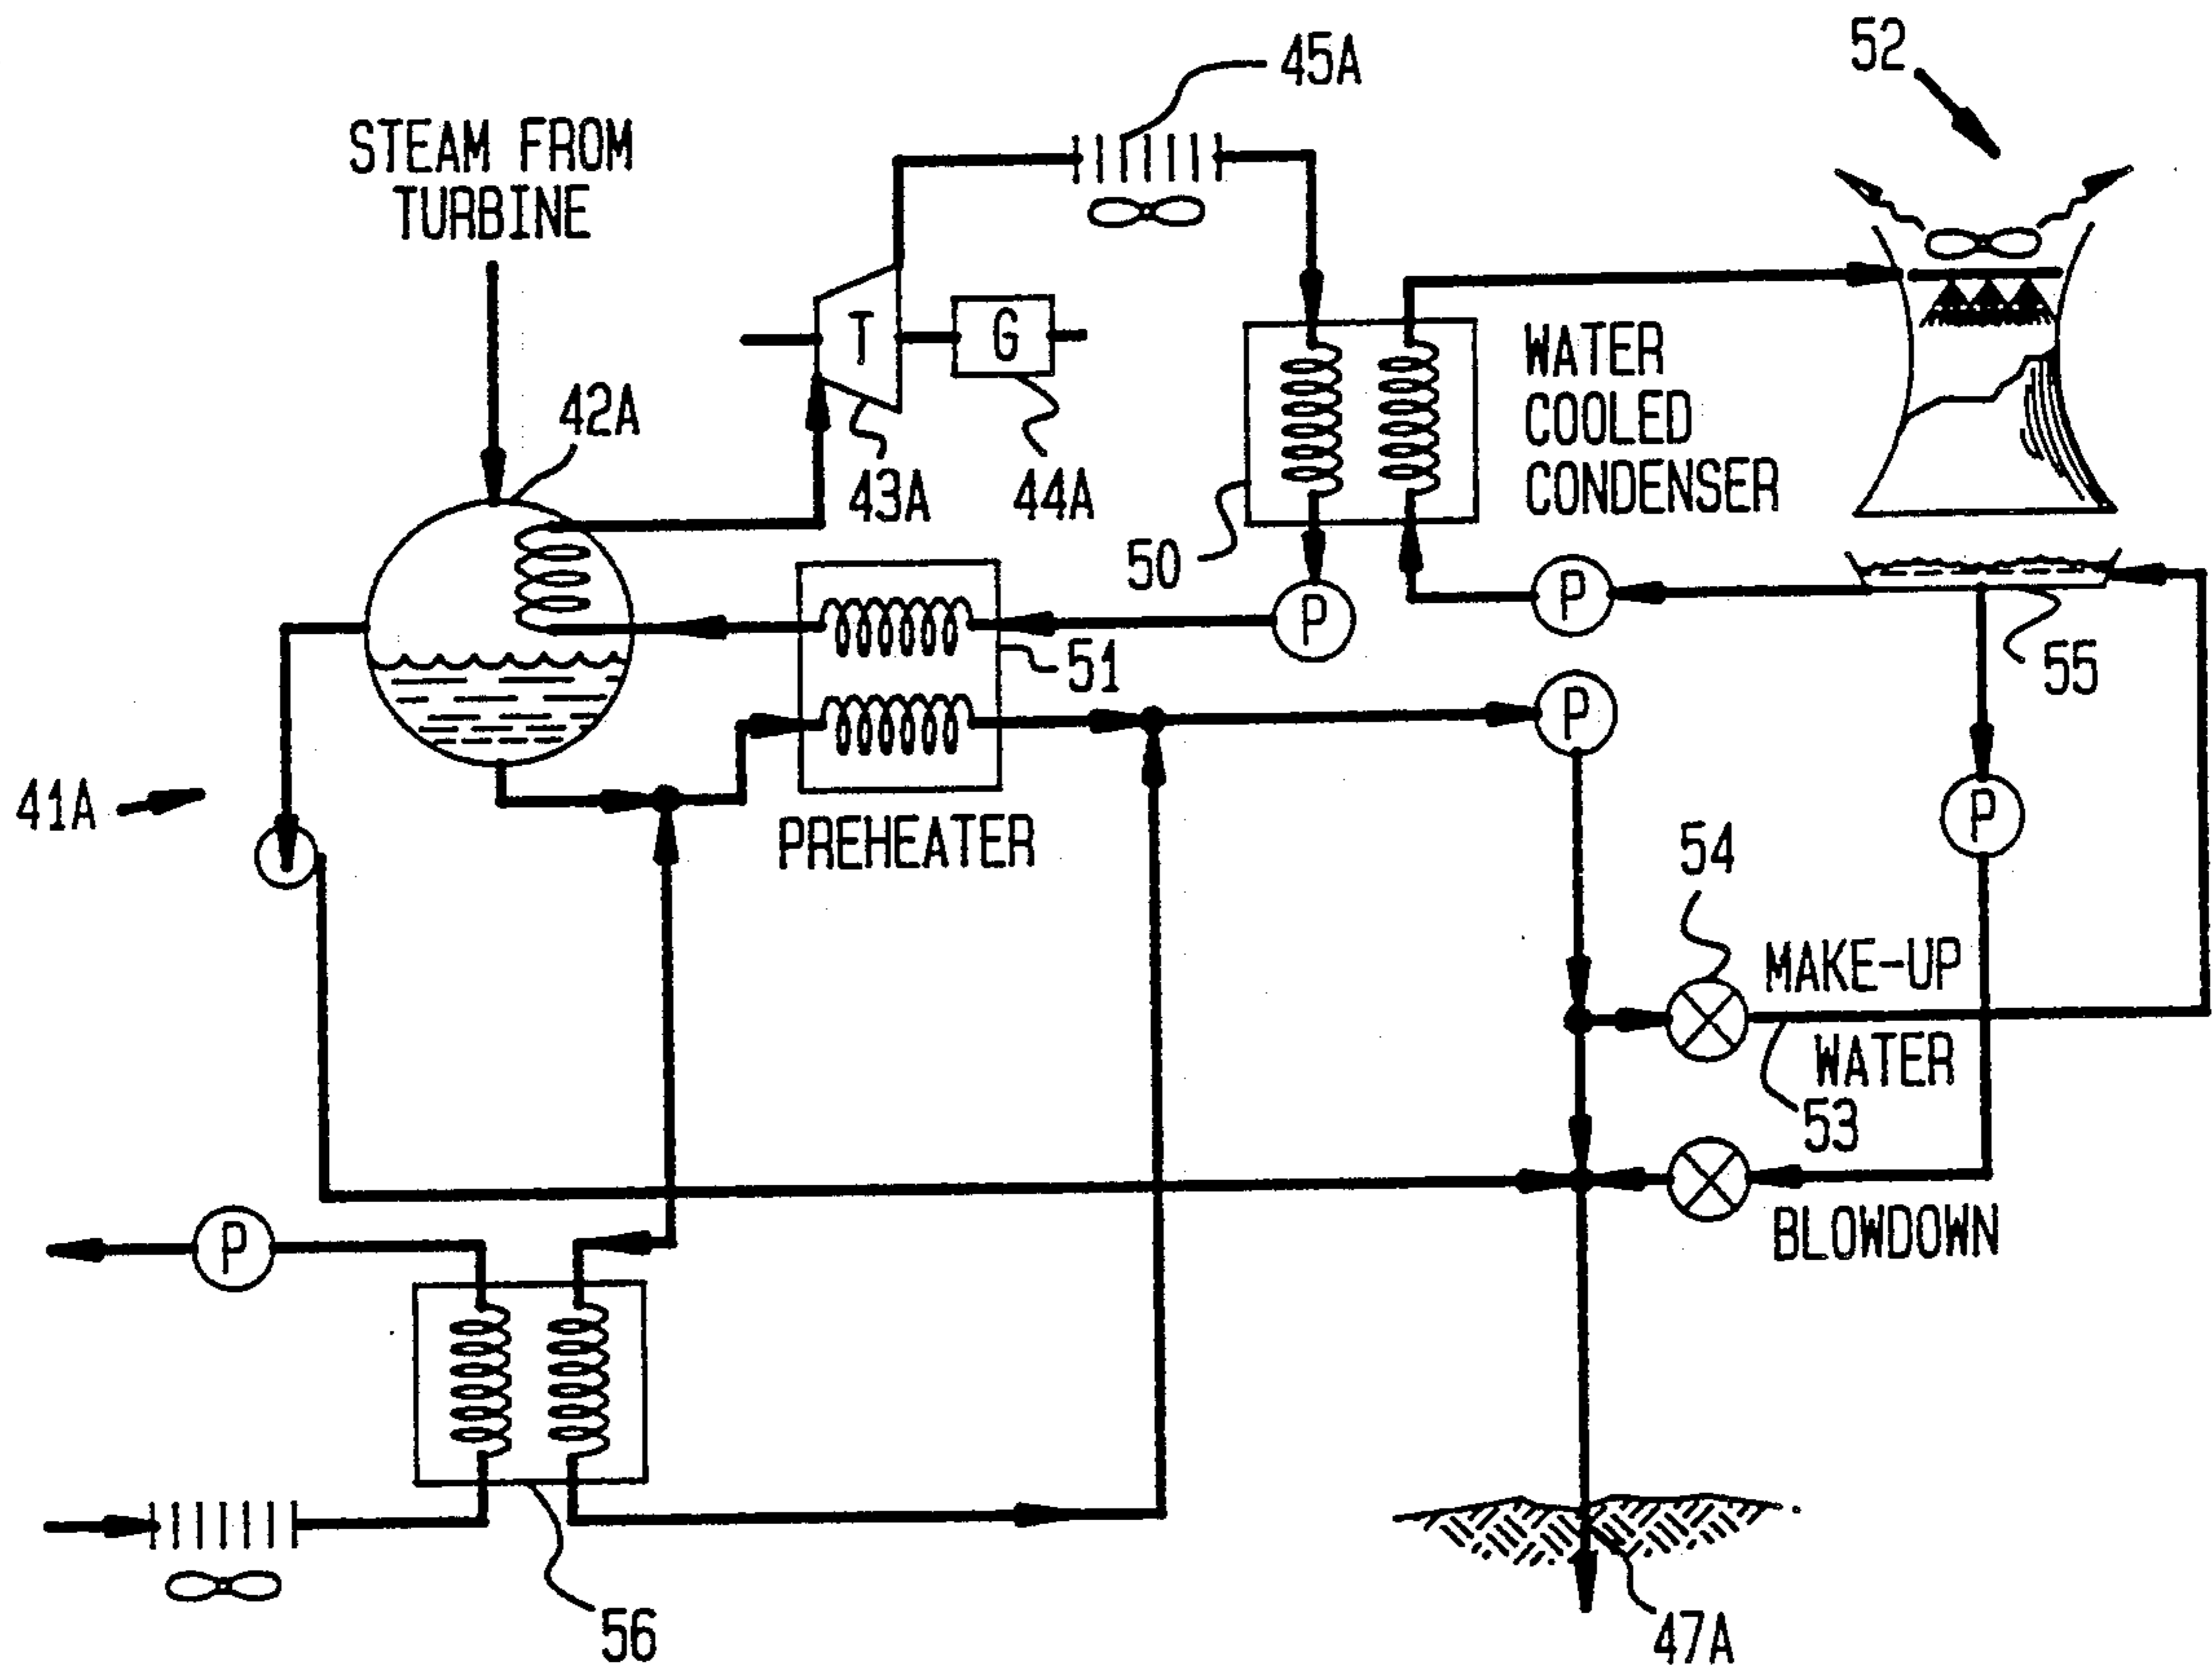 52
45A
STEAM FROM
TURBINE
T
G
42A
43A
44A
WATER
COOLED
CONDENSER
50
P
P
51
55
P
41A
PREHEATER
P
54
MAKE-UP
WATER
53
P
BLOWDOWN
56
47A